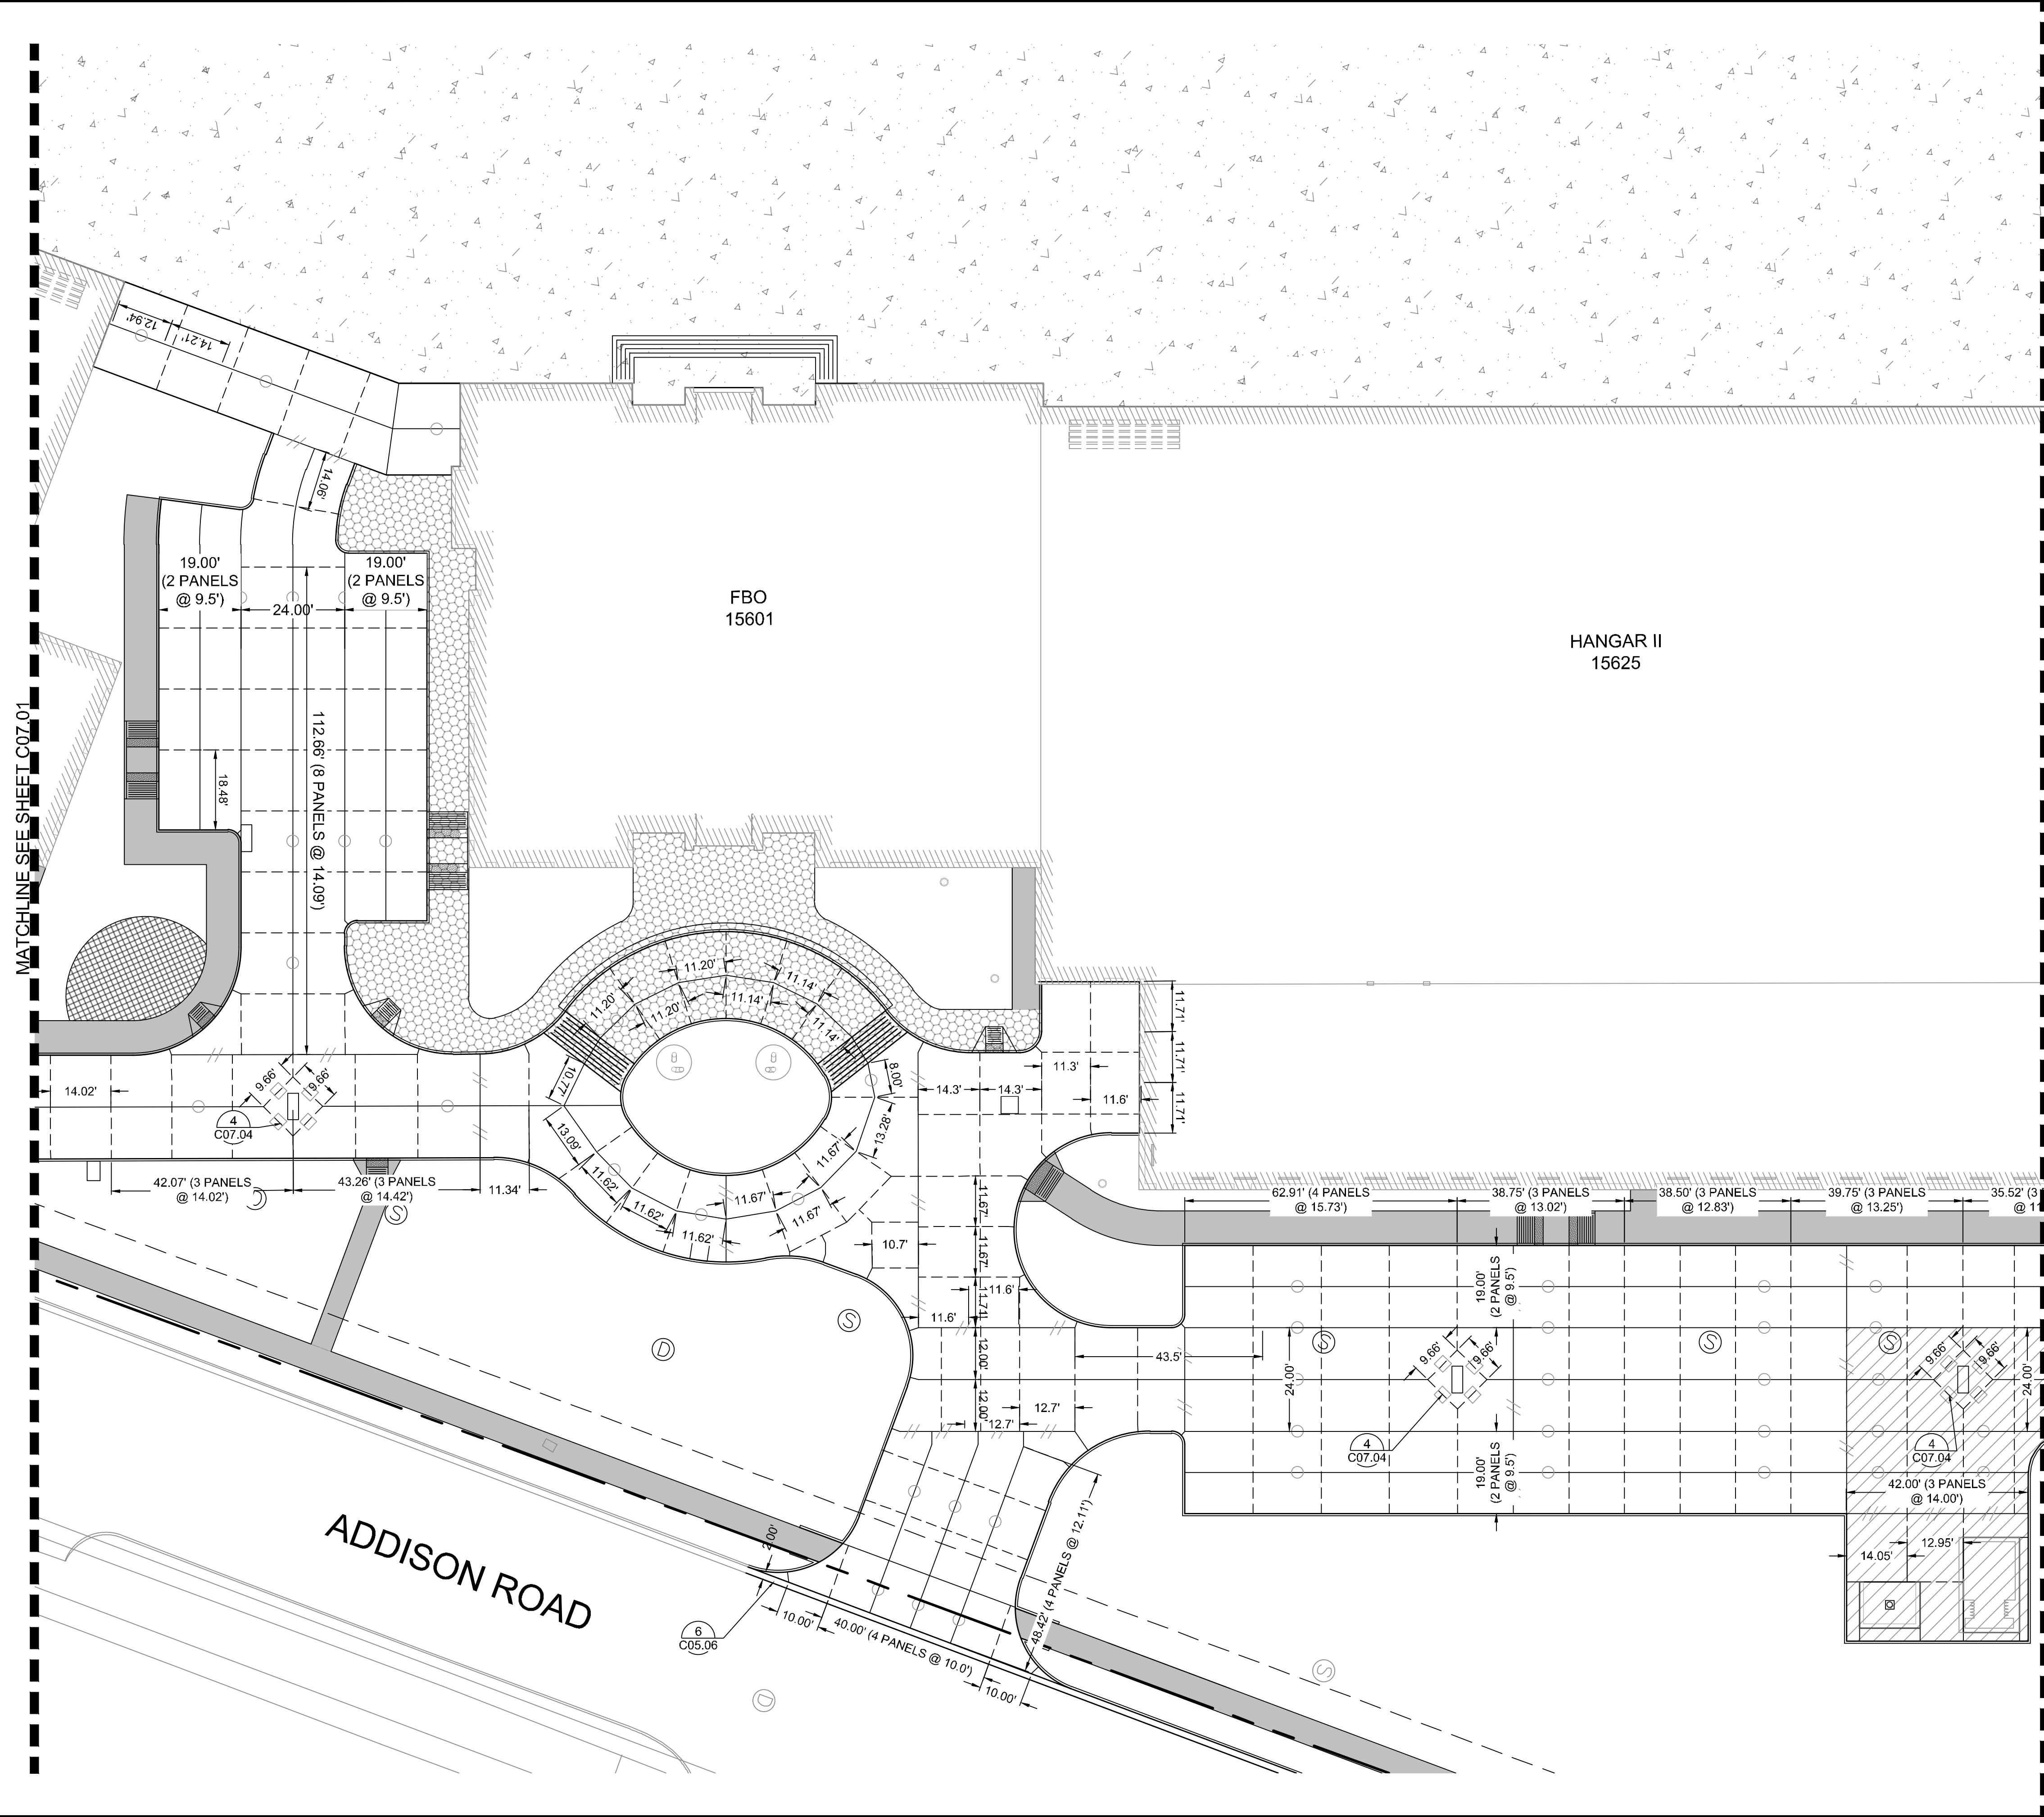 MATCHLINE SEE SHEET C07.01
12.94'
14.21'
14.06'
19.00'
(2 PANELS
@ 9.5')
24.00'
19.00'
(2 PANELS
@ 9.5')
112.66' (8 PANELS @ 14.09')
18.48'
FBO
15601
HANGAR II
15625
11.20'
11.14'
11.20'
11.20'
11.14'
11.14'
10.77'
8.00'
13.28'
13.09'
11.62'
11.62'
11.62'
11.67'
11.67'
11.67'
14.02'
9.66'
9.66'
4
C07.04
42.07' (3 PANELS
@ 14.02')
43.26' (3 PANELS
@ 14.42')
11.34'
14.3'
14.3'
11.3'
11.6'
11.71'
11.71'
11.71'
11.67'
11.67'
10.7'
11.6'
11.71'
11.6'
12.00'
12.00'
12.7'
12.7'
43.5'
62.91' (4 PANELS
@ 15.73')
38.75' (3 PANELS
@ 13.02')
38.50' (3 PANELS
@ 12.83')
39.75' (3 PANELS
@ 13.25')
35.52' (3
@ 11
19.00'
(2 PANELS
@ 9.5')
24.00'
9.66'
9.66'
4
C07.04
19.00'
(2 PANELS
@ 9.5')
9.66'
9.66'
24.00'
4
C07.04
42.00' (3 PANELS
@ 14.00')
14.05'
12.95'
S
D
S
S
S
S
S
D
ADDISON ROAD
2.00'
6
C05.06
10.00'
40.00' (4 PANELS @ 10.0')
10.00'
48.42' (4 PANELS @ 12.11')